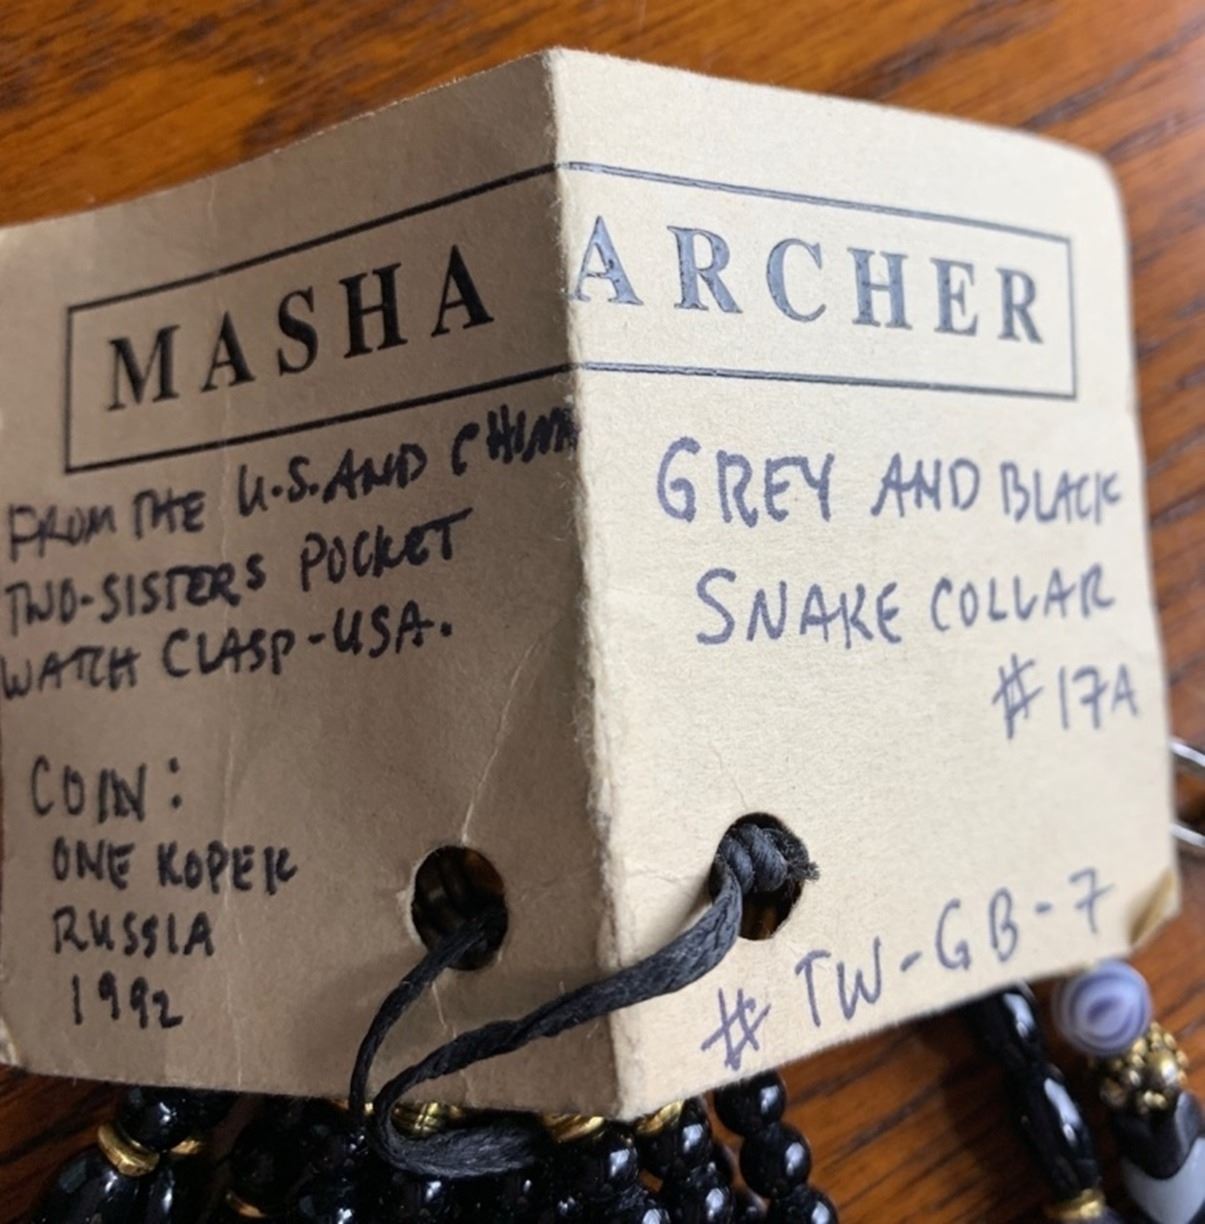 MASHA ARCHER
FROM THE U.S. AND CHINA
TWO-SISTERS POCKET
WATCH CLASP-USA.
COIN:
ONE KOPEK
RUSSIA
1992
GREY AND BLACK
SNAKE COLLAR
# 17A
# TW-GB-7